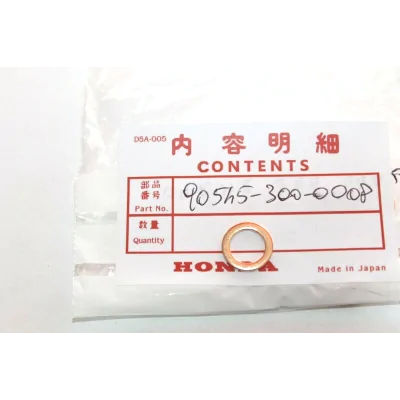 D5A-005
内容明細
CONTENTS
部品
番号
Part No.
90545-300-000P
数量
Quantity
HONDA
Made in Japan